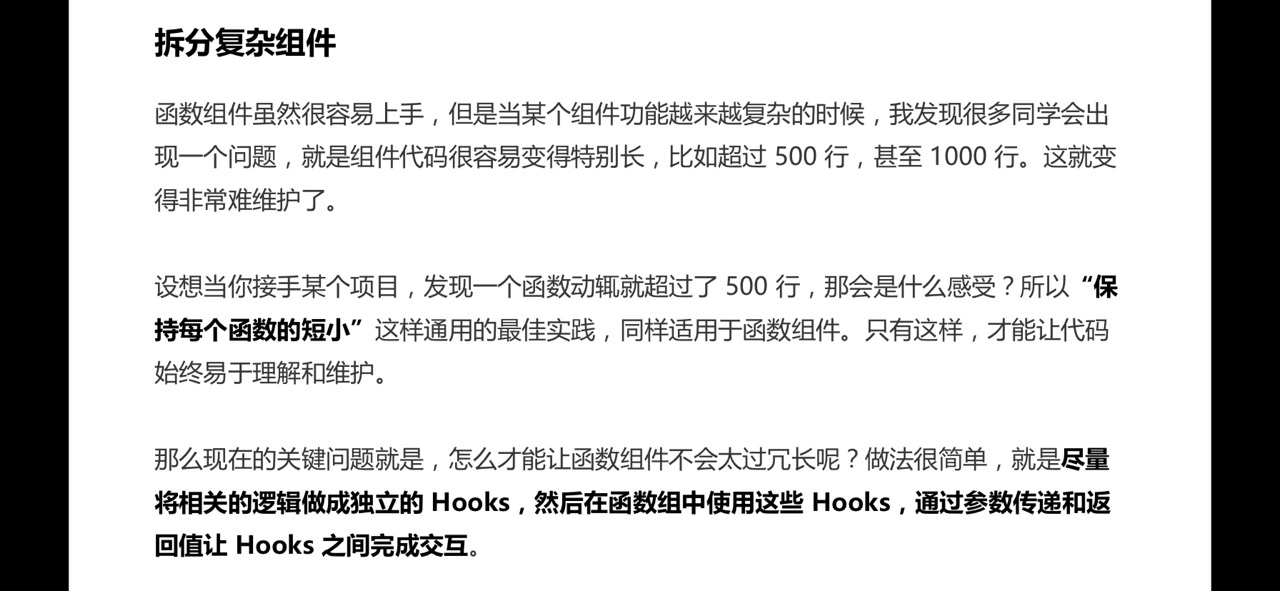 拆分复杂组件
函数组件虽然很容易上手，但是当某个组件功能越来越复杂的时候，我发现很多同学会出
现一个问题，就是组件代码很容易变得特别长，比如超过 500 行，甚至 1000 行。这就变
得非常难维护了。
设想当你接手某个项目，发现一个函数动辄就超过了 500 行，那会是什么感受？所以“保
持每个函数的短小”这样通用的最佳实践，同样适用于函数组件。只有这样，才能让代码
始终易于理解和维护。
那么现在的关键问题就是，怎么才能让函数组件不会太过冗长呢？做法很简单，就是尽量
将相关的逻辑做成独立的 Hooks，然后在函数组中使用这些 Hooks，通过参数传递和返
回值让 Hooks 之间完成交互。